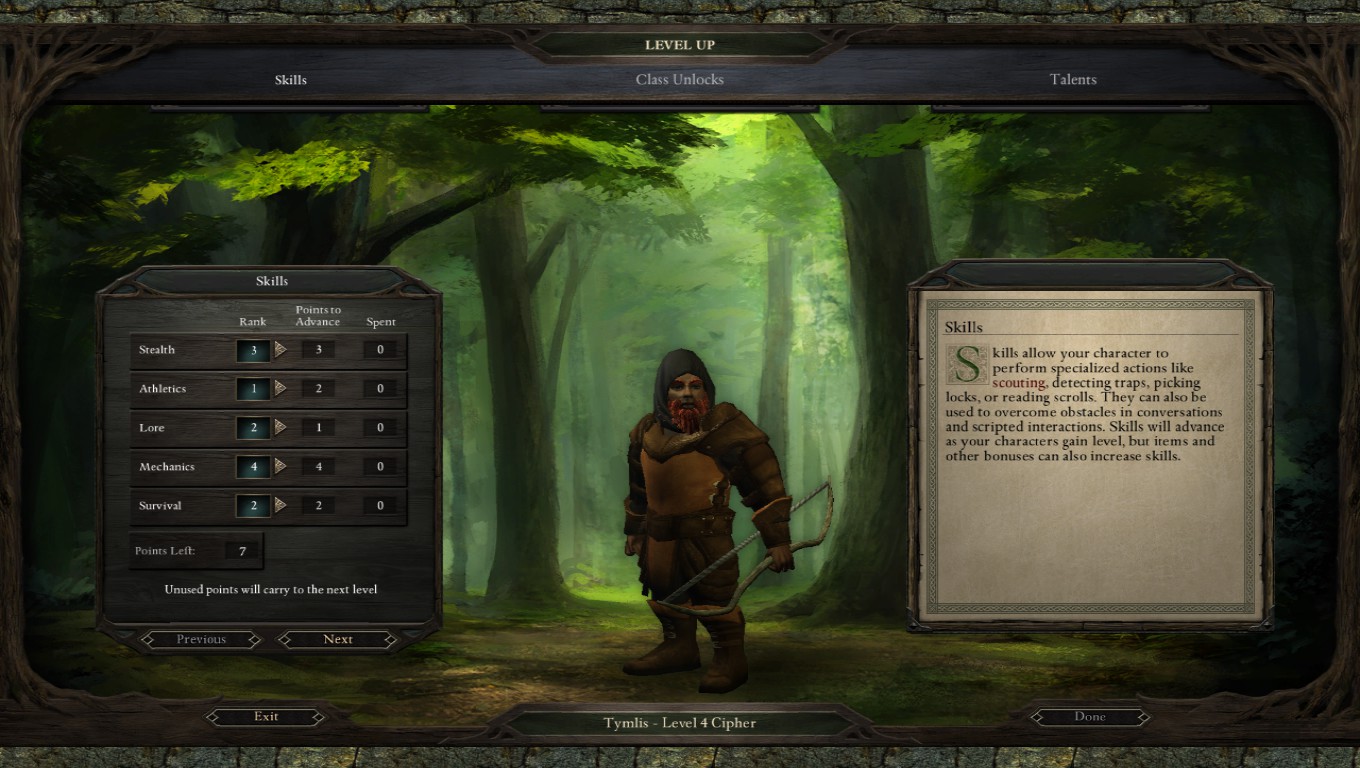 LEVEL UP
Skills
Class Unlocks
Talents
Skills
Rank
Points to
Advance
Spent
Stealth 3 3 0
Athletics 1 2 0
Lore 2 1 0
Mechanics 4 4 0
Survival 2 2 0
Points Left: 7
Unused points will carry to the next level
Previous
Next
Skills
Skills allow your character to
perform specialized actions like
scouting, detecting traps, picking
locks, or reading scrolls. They can also be
used to overcome obstacles in conversations
and scripted interactions. Skills will advance
as your characters gain level, but items and
other bonuses can also increase skills.
Exit
Tymlis - Level 4 Cipher
Done